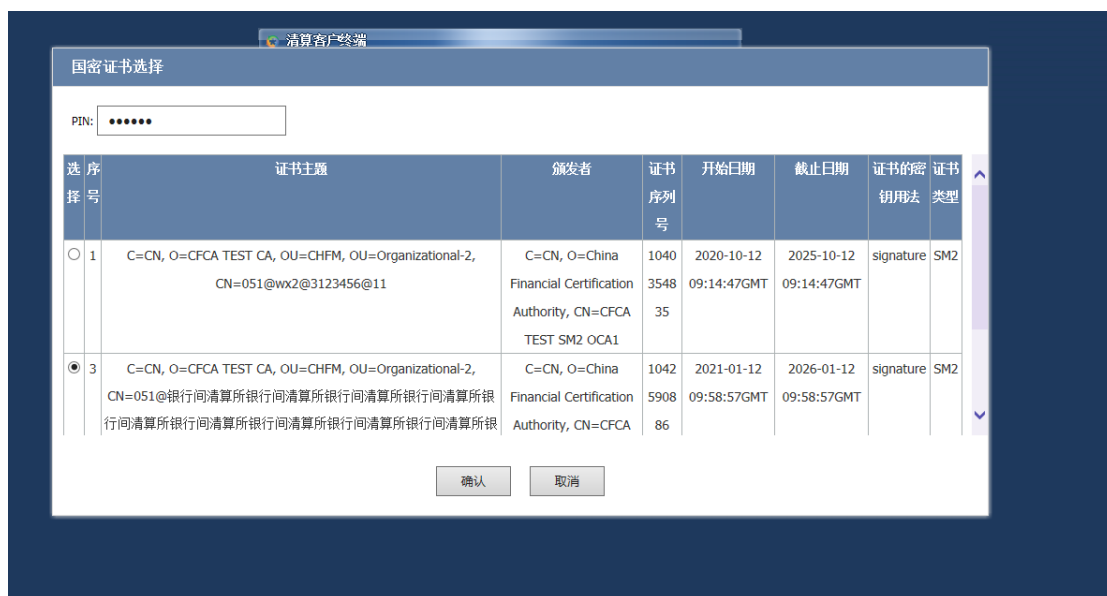 清算客户终端
国密证书选择
PIN: ••••••
选择 序号 证书主题 颁发者 证书序列号 开始日期 截止日期 证书的密钥用法 证书类型
1 C=CN, O=CFCA TEST CA, OU=CHFM, OU=Organizational-2, C=CN, O=China 1040 2020-10-12 2025-10-12 signature SM2
CN=051@wx2@3123456@11 Financial Certification 3548 09:14:47GMT 09:14:47GMT
Authority, CN=CFCA 35
TEST SM2 OCA1
3 C=CN, O=CFCA TEST CA, OU=CHFM, OU=Organizational-2, C=CN, O=China 1042 2021-01-12 2026-01-12 signature SM2
CN=051@银行间清算所银行间清算所银行间清算所银行间清算所银 Financial Certification 5908 09:58:57GMT 09:58:57GMT
行间清算所银行间清算所银行间清算所银行间清算所银行间清算所银 Authority, CN=CFCA 86
确认 取消